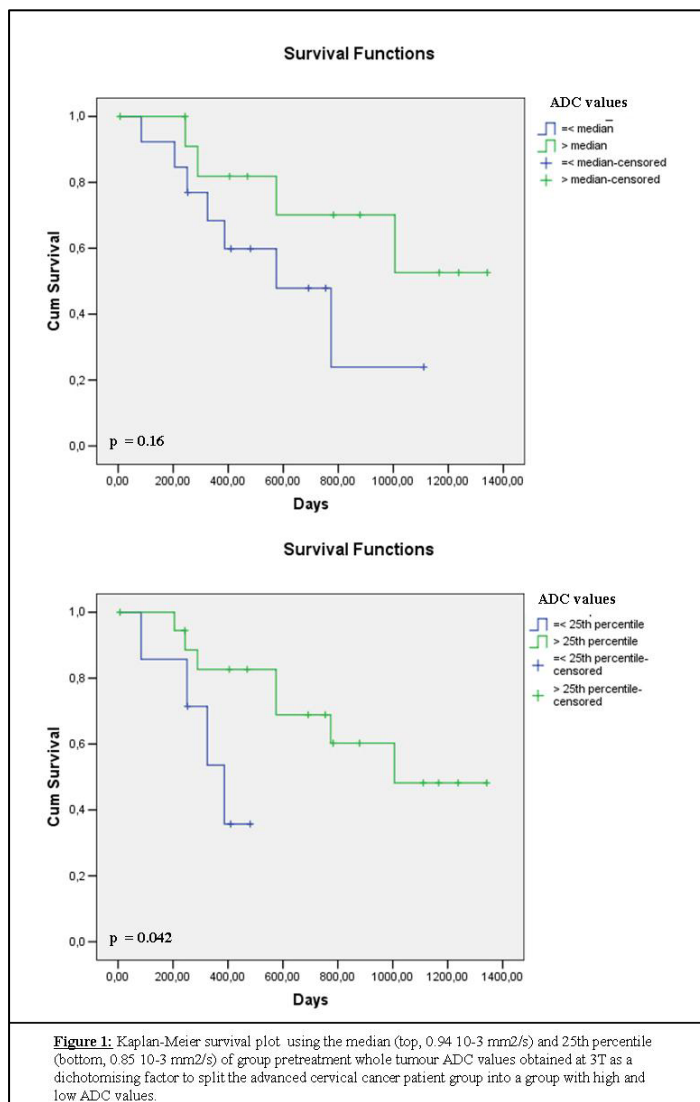 Survival Functions
ADC values
=< median
> median
=< median-censored
> median-censored
Cum Survival
1,0
0,8
0,6
0,4
0,2
0,0
p = 0.16
0,00 200,00 400,00 600,00 800,00 1000,00 1200,00 1400,00
Days
Survival Functions
ADC values
=< 25th percentile
> 25th percentile
=< 25th percentile-
censored
> 25th percentile-
censored
Cum Survival
1,0
0,8
0,6
0,4
0,2
0,0
p = 0.042
0,00 200,00 400,00 600,00 800,00 1000,00 1200,00 1400,00
Days
Figure 1: Kaplan-Meier survival plot using the median (top, 0.94 10-3 mm2/s) and 25th percentile
(bottom, 0.85 10-3 mm2/s) of group pretreatment whole tumour ADC values obtained at 3T as a
dichotomising factor to split the advanced cervical cancer patient group into a group with high and
low ADC values.